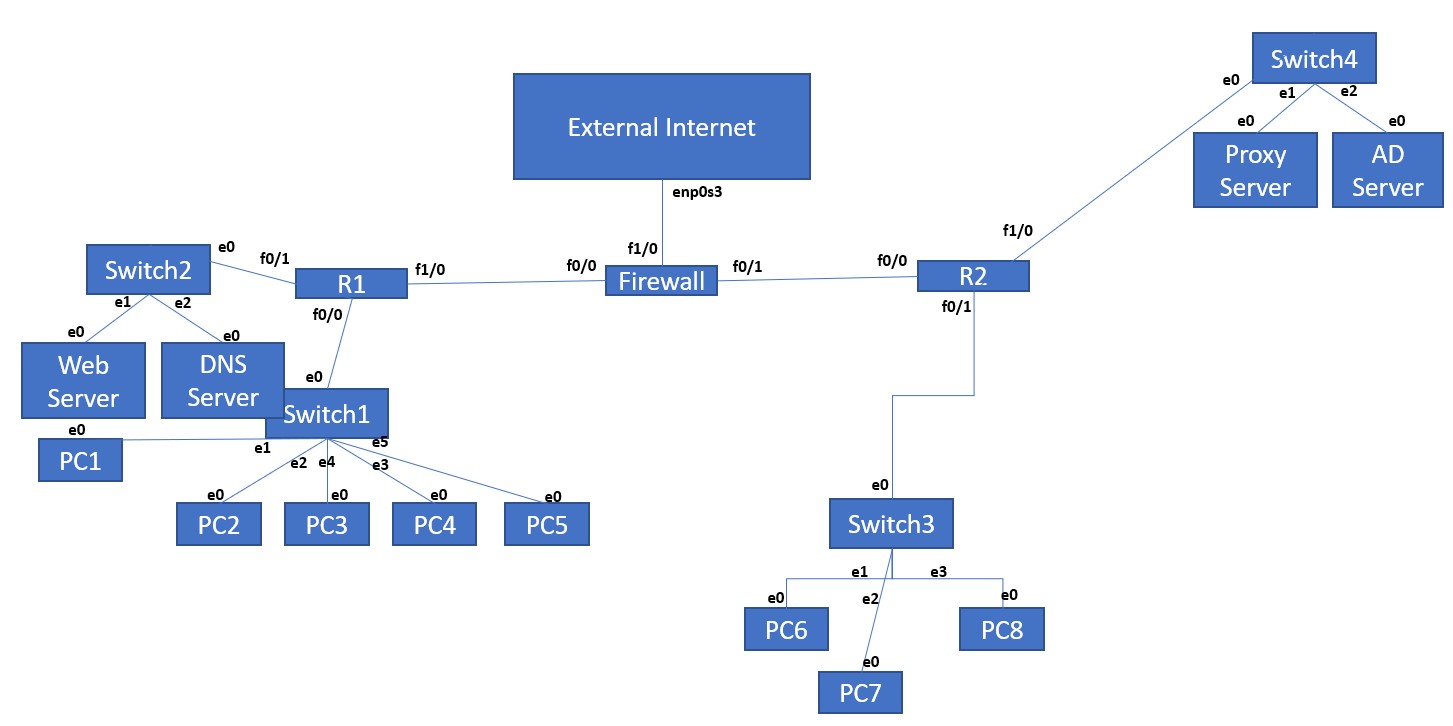 Switch4
e0
e1
e2
e0
e0
Proxy
Server
AD
Server
External Internet
enp0s3
f1/0
Switch2
e0
f0/1
R1
f1/0
f0/0
f1/0
Firewall
f0/1
f0/0
R2
f0/1
e1
e2
e0
e0
Web
Server
DNS
Server
f0/0
e0
Switch1
e0
PC1
e1
e2
e4
e3
e5
e0
e0
e0
e0
PC2
PC3
PC4
PC5
e0
Switch3
e1
e3
e2
e0
e0
PC6
PC8
e0
PC7